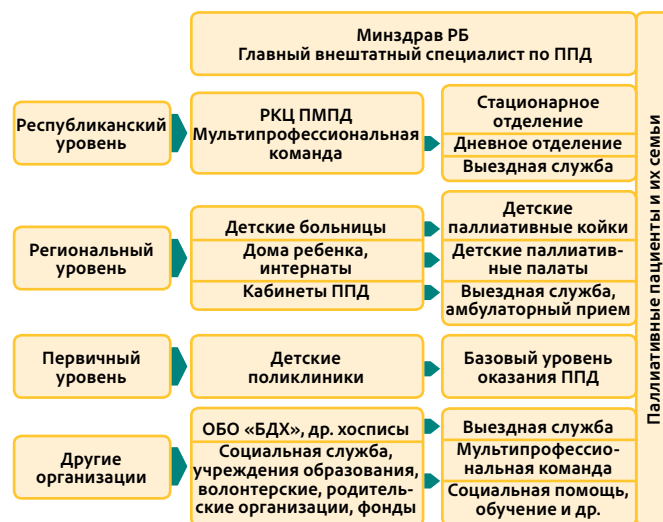 Минздрав РБ
Главный внештатный специалист по ППД
Республиканский
уровень
РКЦ ПМПД
Мультипрофессиональная
команда
Стационарное
отделение
Дневное отделение
Выездная служба
Региональный
уровень
Детские больницы
Дома ребенка,
интернаты
Кабинеты ППД
Детские
паллиативные койки
Детские паллиатив-
ные палаты
Выездная служба,
амбулаторный прием
Первичный
уровень
Детские
поликлиники
Базовый уровень
оказания ППД
Другие
организации
ОБО «БДХ», др. хосписы
Социальная служба,
учреждения образования,
волонтерские, родитель-
ские организации, фонды
Выездная служба
Мультипрофессио-
нальная команда
Социальная помощь,
обучение и др.
Паллиативные пациенты и их семьи